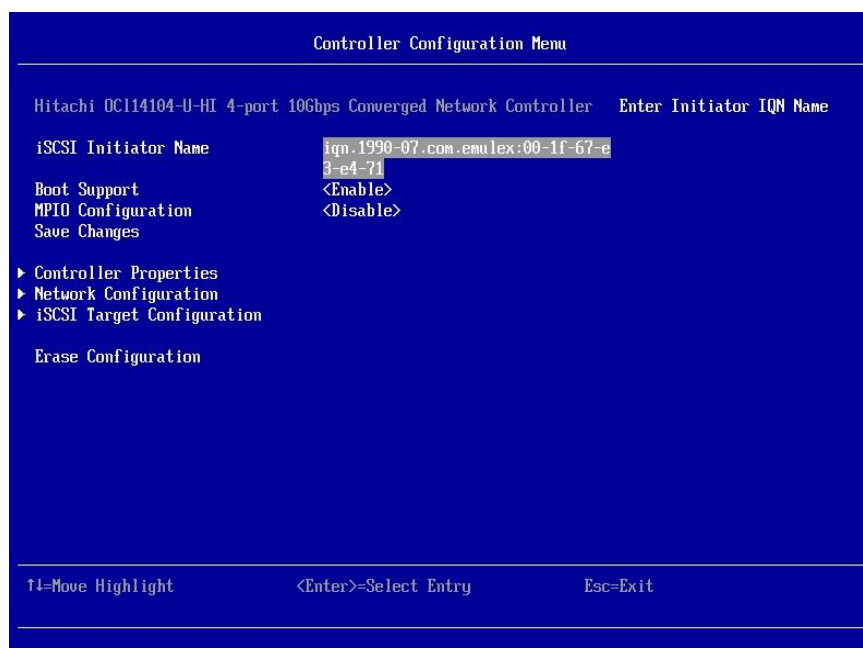 Controller Configuration Menu
Hitachi OCl14104-U-HI 4-port 10Gbps Converged Network Controller Enter Initiator IQN Name
iSCSI Initiator Name iqn.1990-07.com.emulex:00-1f-67-e
3-e4-71
Boot Support <Enable>
MPIO Configuration <Disable>
Save Changes
▶ Controller Properties
▶ Network Configuration
▶ iSCSI Target Configuration
Erase Configuration
↑↓=Move Highlight <Enter>=Select Entry Esc=Exit